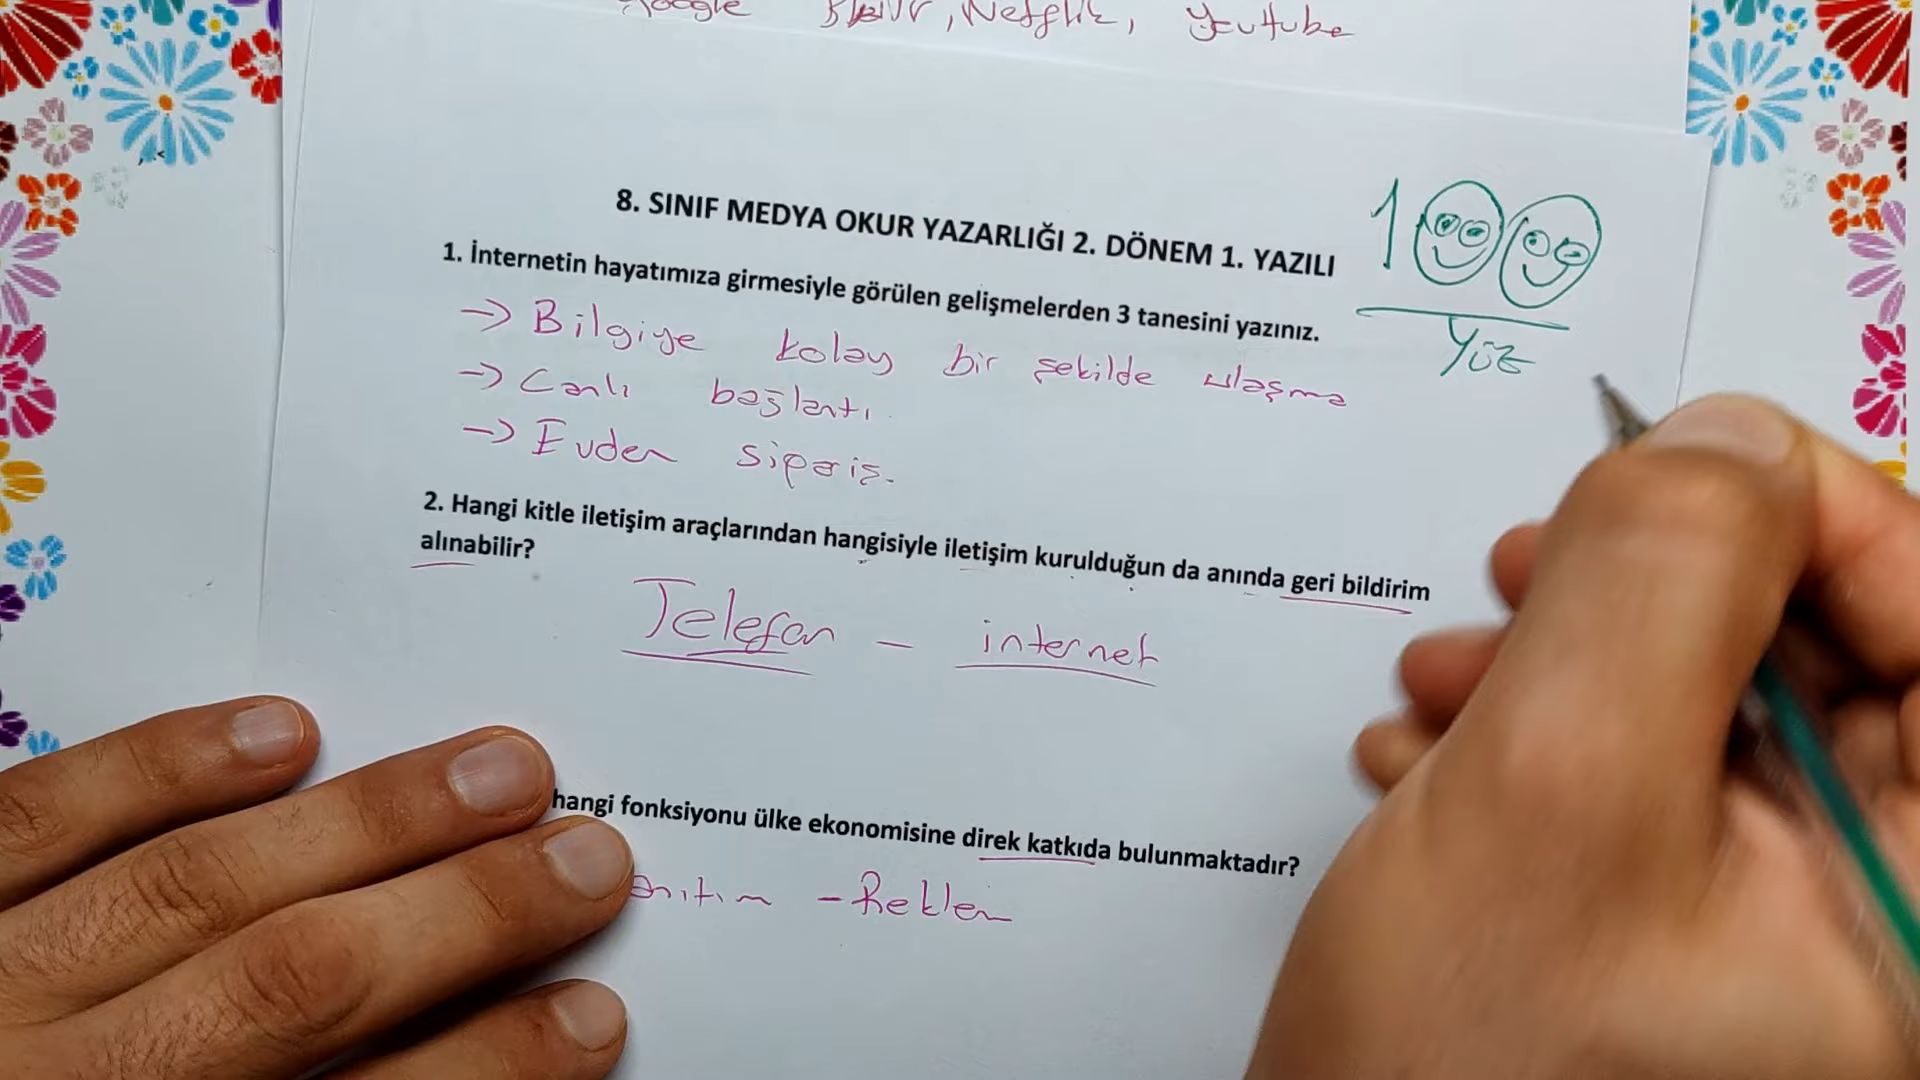 Google , Netflix, Youtube
8. SINIF MEDYA OKUR YAZARLIĞI 2. DÖNEM 1. YAZILI
100
Yüz
1. İnternetin hayatımıza girmesiyle görülen gelişmelerden 3 tanesini yazınız.
→ Bilgiye kolay bir şekilde ulaşma
→ Canlı bağlantı.
→ Evden sipariş.
2. Hangi kitle iletişim araçlarından hangisiyle iletişim kurulduğun da anında geri bildirim
alınabilir?
Telefon - internet
hangi fonksiyonu ülke ekonomisine direk katkıda bulunmaktadır?
anıtım - Reklam